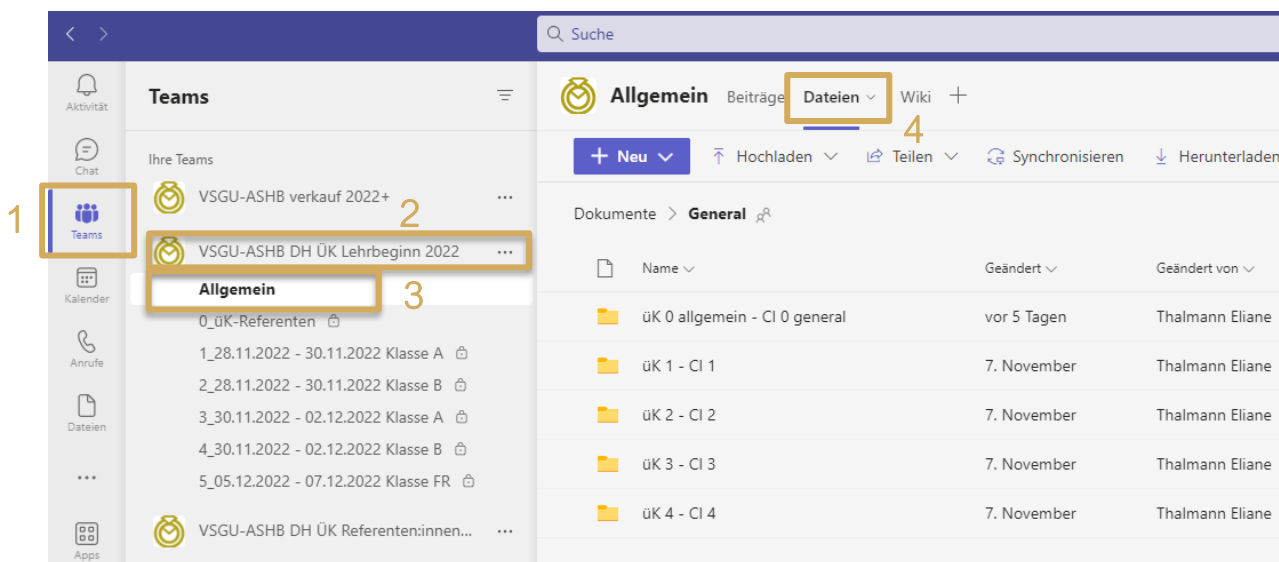 Suche
Aktivität
Chat
1
Teams
Kalender
Anrufe
Dateien
Apps
Teams
Ihre Teams
VSGU-ASHB verkauf 2022+
2
VSGU-ASHB DH ÜK Lehrbeginn 2022
Allgemein
3
0_üK-Referenten
1_28.11.2022 - 30.11.2022 Klasse A
2_28.11.2022 - 30.11.2022 Klasse B
3_30.11.2022 - 02.12.2022 Klasse A
4_30.11.2022 - 02.12.2022 Klasse B
5_05.12.2022 - 07.12.2022 Klasse FR
VSGU-ASHB DH ÜK Referenten:innen...
Allgemein Beiträge Dateien Wiki
4
Neu Hochladen Teilen Synchronisieren Herunterladen
Dokumente > General
Name Geändert Geändert von
üK 0 allgemein - CI 0 general vor 5 Tagen Thalmann Eliane
üK 1 - CI 1 7. November Thalmann Eliane
üK 2 - CI 2 7. November Thalmann Eliane
üK 3 - CI 3 7. November Thalmann Eliane
üK 4 - CI 4 7. November Thalmann Eliane